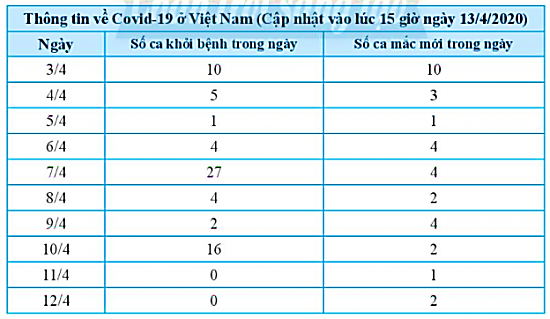 Thông tin về Covid-19 ở Việt Nam (Cập nhật vào lúc 15 giờ ngày 13/4/2020)
Ngày Số ca khỏi bệnh trong ngày Số ca mắc mới trong ngày
3/4 10 10
4/4 5 3
5/4 1 1
6/4 4 4
7/4 27 4
8/4 4 2
9/4 2 4
10/4 16 2
11/4 0 1
12/4 0 2